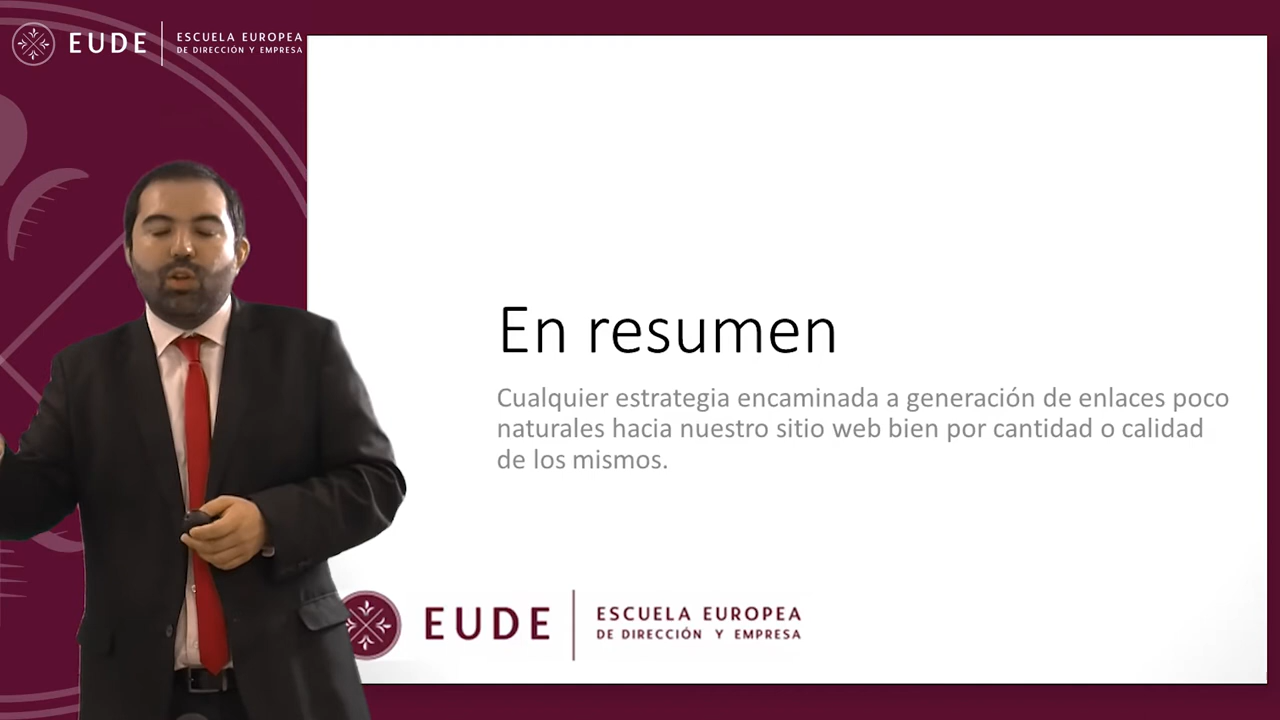 EUDE
ESCUELA EUROPEA
DE DIRECCIÓN Y EMPRESA
En resumen
Cualquier estrategia encaminada a generación de enlaces poco
naturales hacia nuestro sitio web bien por cantidad o calidad
de los mismos.
EUDE
ESCUELA EUROPEA
DE DIRECCIÓN Y EMPRESA